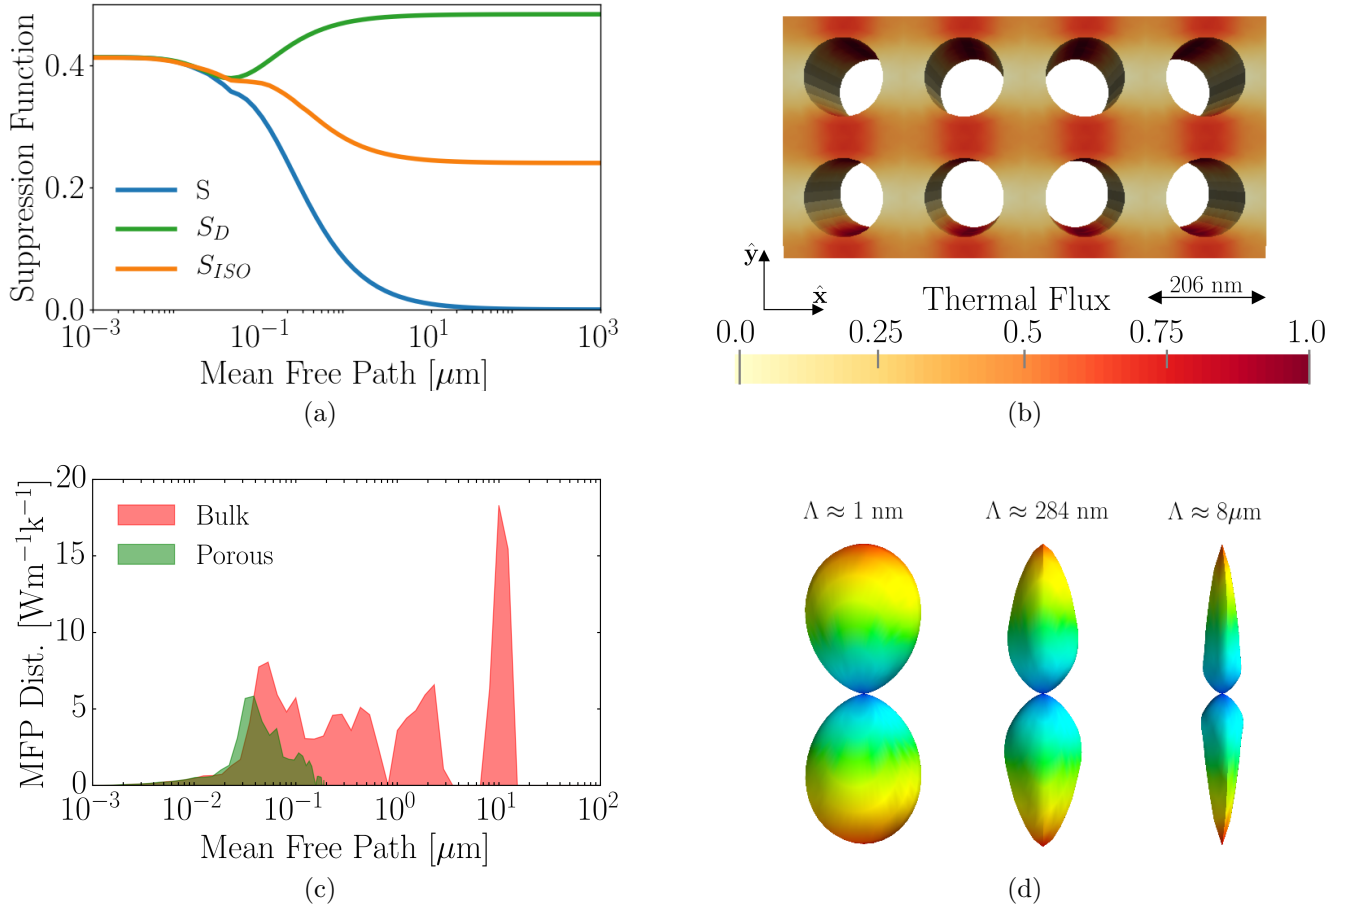 Suppression Function
0.4
0.2
0.0
S
S_D
S_{ISO}
10^{-3} 10^{-1} 10^1 10^3
Mean Free Path [μm]
(a)
ŷ
x̂
206 nm
Thermal Flux
0.0 0.25 0.5 0.75 1.0
(b)
MFP Dist. [Wm^{-1}k^{-1}]
20
15
10
5
0
Bulk
Porous
10^{-3} 10^{-2} 10^{-1} 10^0 10^1 10^2
Mean Free Path [μm]
(c)
Λ ≈ 1 nm Λ ≈ 284 nm Λ ≈ 8μm
(d)